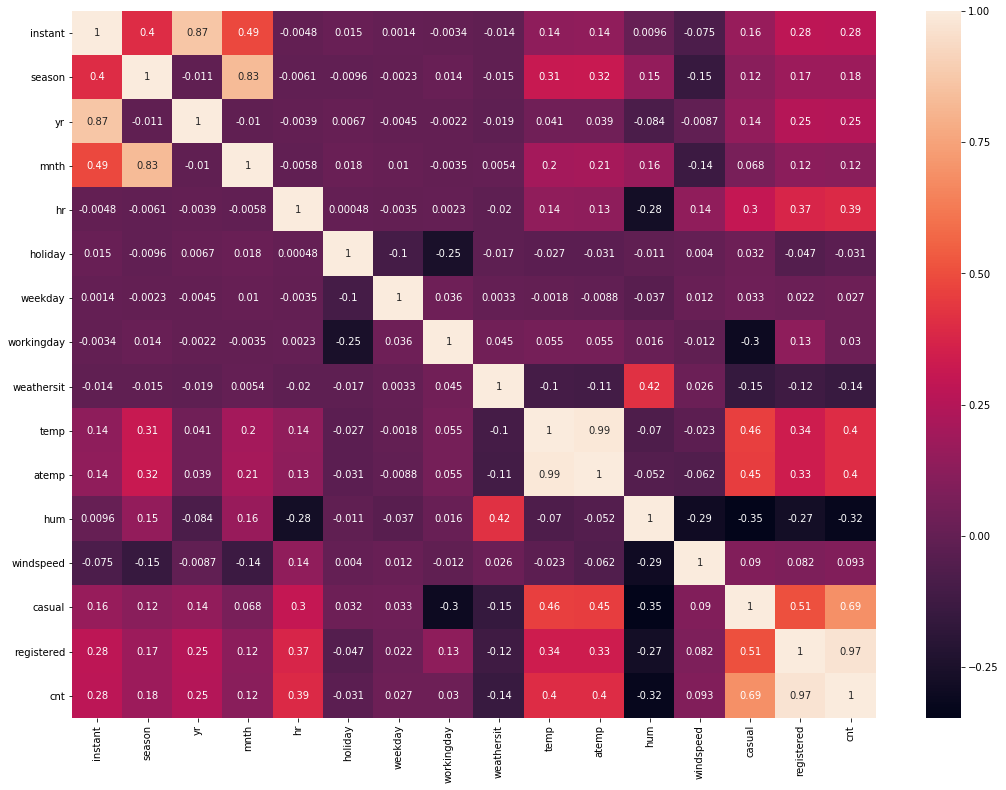 instant 1 0.4 0.87 0.49 -0.0048 0.015 0.0014 -0.0034 -0.014 0.14 0.14 0.0096 -0.075 0.16 0.28 0.28
season 0.4 1 -0.011 0.83 -0.0061 -0.0096 -0.0023 0.014 -0.015 0.31 0.32 0.15 -0.15 0.12 0.17 0.18
yr 0.87 -0.011 1 -0.01 -0.0039 0.0067 -0.0045 -0.0022 -0.019 0.041 0.039 -0.084 -0.0087 0.14 0.25 0.25
mnth 0.49 0.83 -0.01 1 -0.0058 0.018 0.01 -0.0035 0.0054 0.2 0.21 0.16 -0.14 0.068 0.12 0.12
hr -0.0048 -0.0061 -0.0039 -0.0058 1 0.00048 -0.0035 0.0023 -0.02 0.14 0.13 -0.28 0.14 0.3 0.37 0.39
holiday 0.015 -0.0096 0.0067 0.018 0.00048 1 -0.1 -0.25 -0.017 -0.027 -0.031 -0.011 0.004 0.032 -0.047 -0.031
weekday 0.0014 -0.0023 -0.0045 0.01 -0.0035 -0.1 1 0.036 0.0033 -0.0018 -0.0088 -0.037 0.012 0.033 0.022 0.027
workingday -0.0034 0.014 -0.0022 -0.0035 0.0023 -0.25 0.036 1 0.045 0.055 0.055 0.016 -0.012 -0.3 0.13 0.03
weathersit -0.014 -0.015 -0.019 0.0054 -0.02 -0.017 0.0033 0.045 1 -0.1 -0.11 0.42 0.026 -0.15 -0.12 -0.14
temp 0.14 0.31 0.041 0.2 0.14 -0.027 -0.0018 0.055 -0.1 1 0.99 -0.07 -0.023 0.46 0.34 0.4
atemp 0.14 0.32 0.039 0.21 0.13 -0.031 -0.0088 0.055 -0.11 0.99 1 -0.052 -0.062 0.45 0.33 0.4
hum 0.0096 0.15 -0.084 0.16 -0.28 -0.011 -0.037 0.016 0.42 -0.07 -0.052 1 -0.29 -0.35 -0.27 -0.32
windspeed -0.075 -0.15 -0.0087 -0.14 0.14 0.004 0.012 -0.012 0.026 -0.023 -0.062 -0.29 1 0.09 0.082 0.093
casual 0.16 0.12 0.14 0.068 0.3 0.032 0.033 -0.3 -0.15 0.46 0.45 -0.35 0.09 1 0.51 0.69
registered 0.28 0.17 0.25 0.12 0.37 -0.047 0.022 0.13 -0.12 0.34 0.33 -0.27 0.082 0.51 1 0.97
cnt 0.28 0.18 0.25 0.12 0.39 -0.031 0.027 0.03 -0.14 0.4 0.4 -0.32 0.093 0.69 0.97 1
instant season yr mnth hr holiday weekday workingday weathersit temp atemp hum windspeed casual registered cnt
1.00
0.75
0.50
0.25
0.00
−0.25